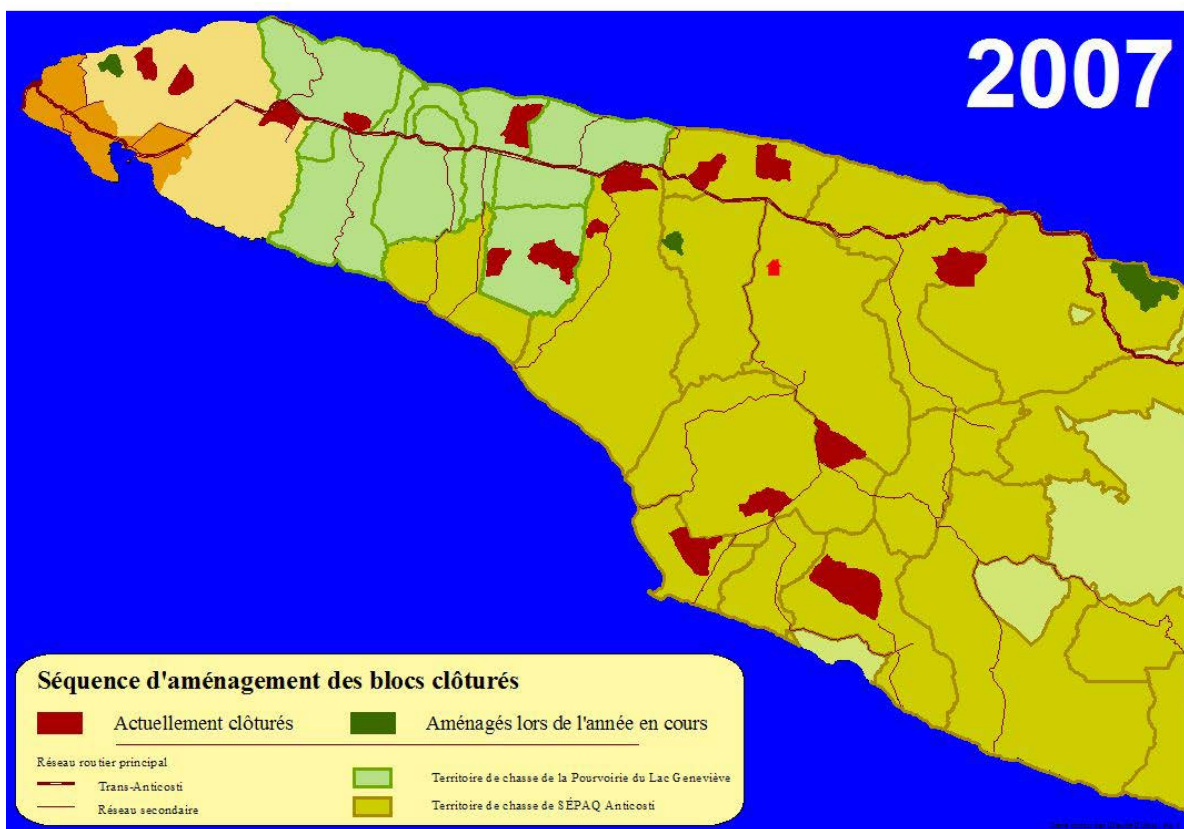 2007
Séquence d'aménagement des blocs clôturés
Actuellement clôturés
Aménagés lors de l'année en cours
Réseau routier principal
Trans-Anticosti
Réseau secondaire
Territoire de chasse de la Pourvoirie du Lac Geneviève
Territoire de chasse de SÉPAQ Anticosti